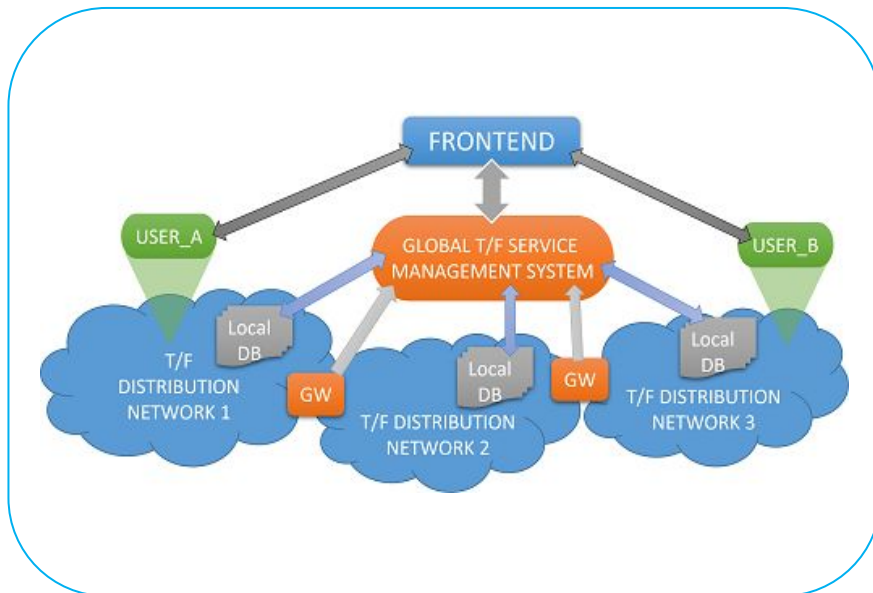 FRONTEND
USER_A
GLOBAL T/F SERVICE
MANAGEMENT SYSTEM
USER_B
Local
DB
T/F
DISTRIBUTION
NETWORK 1
GW
Local
DB
T/F DISTRIBUTION
NETWORK 2
GW
Local
DB
T/F DISTRIBUTION
NETWORK 3